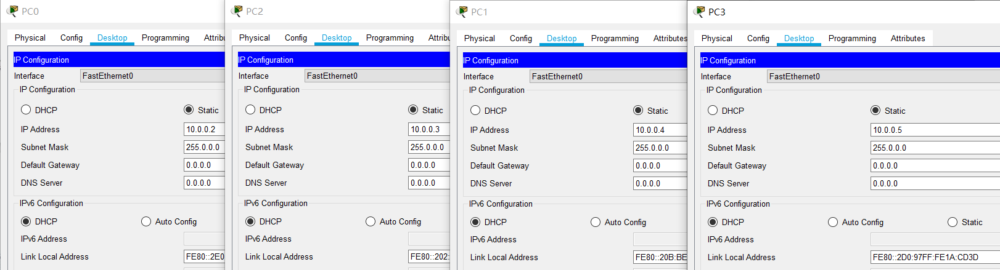 PC0
Physical Config Desktop Programming
IP Configuration
Interface FastEthernet0
IP Configuration
DHCP Static
IP Address 10.0.0.2
Subnet Mask 255.0.0.0
Default Gateway 0.0.0.0
DNS Server 0.0.0.0
IPv6 Configuration
DHCP Auto Config
IPv6 Address
Link Local Address FE80::2E0
PC2
Physical Config Desktop Programming
IP Configuration
Interface FastEthernet0
IP Configuration
DHCP Static
IP Address 10.0.0.3
Subnet Mask 255.0.0.0
Default Gateway 0.0.0.0
DNS Server 0.0.0.0
IPv6 Configuration
DHCP Auto Config
IPv6 Address
Link Local Address FE80::202:
PC1
Physical Config Desktop Programming Attributes
IP Configuration
Interface FastEthernet0
IP Configuration
DHCP Static
IP Address 10.0.0.4
Subnet Mask 255.0.0.0
Default Gateway 0.0.0.0
DNS Server 0.0.0.0
IPv6 Configuration
DHCP Auto Config
IPv6 Address
Link Local Address FE80::20B:BE
PC3
Physical Config Desktop Programming Attributes
IP Configuration
Interface FastEthernet0
IP Configuration
DHCP Static
IP Address 10.0.0.5
Subnet Mask 255.0.0.0
Default Gateway 0.0.0.0
DNS Server 0.0.0.0
IPv6 Configuration
DHCP Auto Config Static
IPv6 Address
Link Local Address FE80::2D0:97FF:FE1A:CD3D